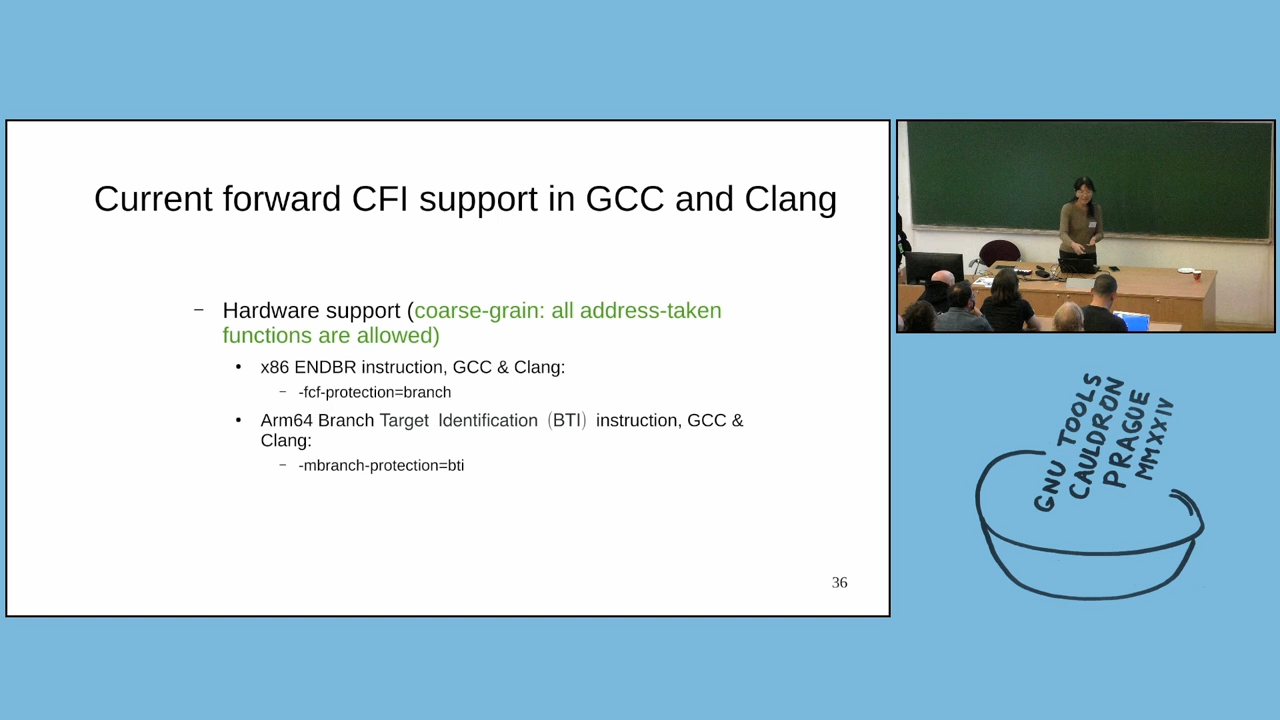 Current forward CFI support in GCC and Clang
– Hardware support (coarse-grain: all address-taken
functions are allowed)
• x86 ENDBR instruction, GCC & Clang:
– -fcf-protection=branch
• Arm64 Branch Target Identification (BTI) instruction, GCC &
Clang:
– -mbranch-protection=bti
36
GNU TOOLS
CAULDRON
PRAGUE
MMXXIV